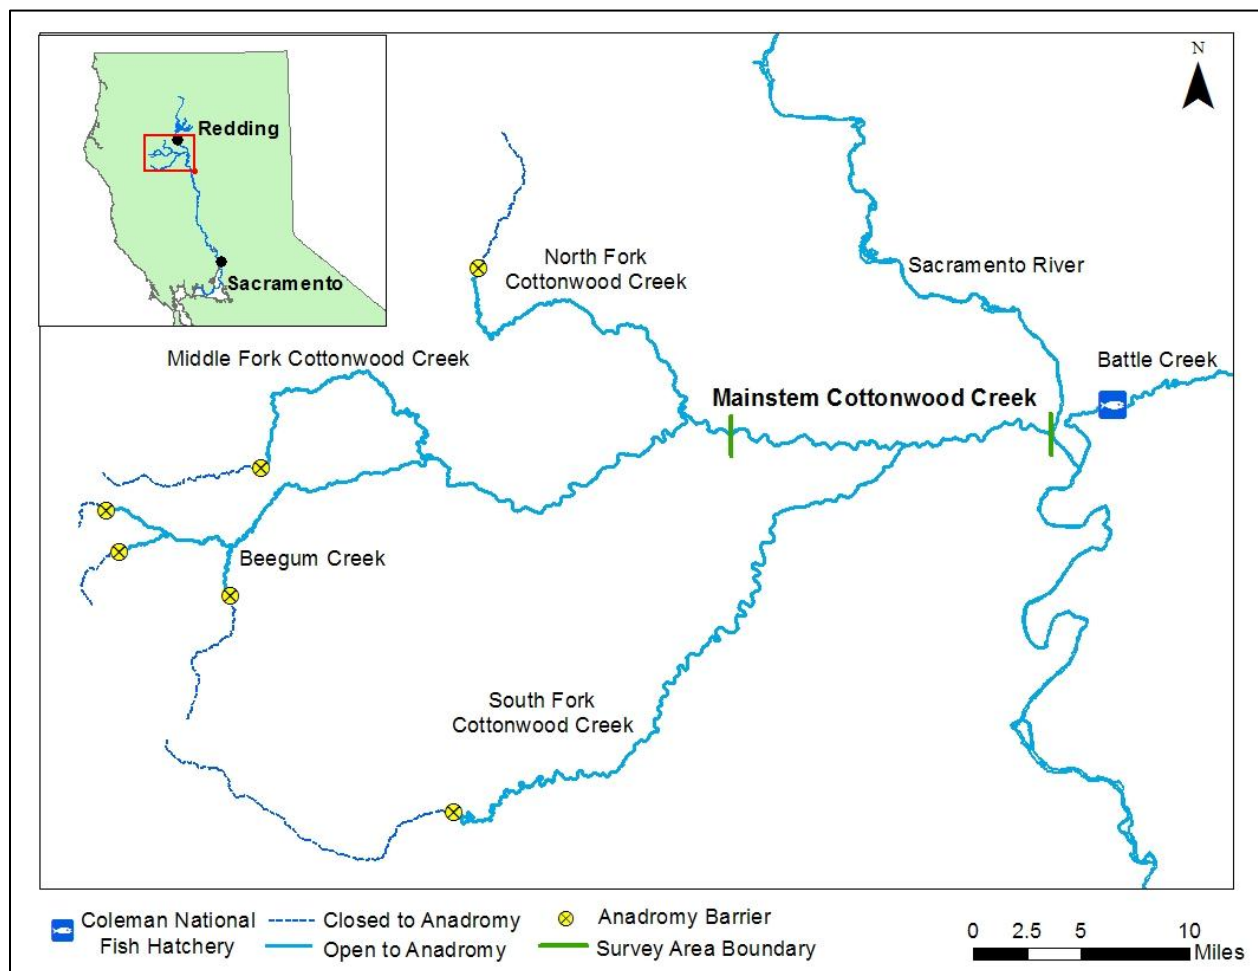 N
Redding
Sacramento
North Fork
Cottonwood Creek
Sacramento River
Middle Fork Cottonwood Creek
Battle Creek
Mainstem Cottonwood Creek
Beegum Creek
South Fork
Cottonwood Creek
Coleman National
Fish Hatchery
Closed to Anadromy
Open to Anadromy
Anadromy Barrier
Survey Area Boundary
0 2.5 5 10
Miles